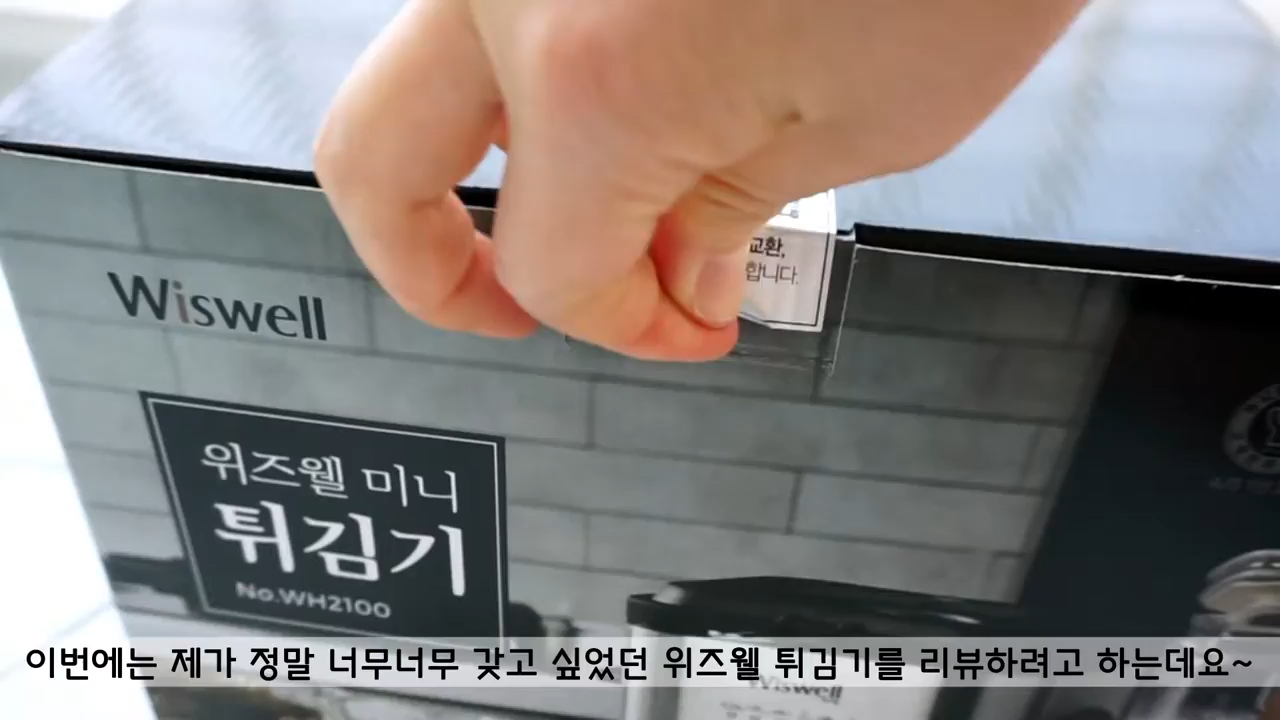 교환,
합니다.
Wiswell
위즈웰 미니
튀김기
No.WH2100
이번에는 제가 정말 너무너무 갖고 싶었던 위즈웰 튀김기를 리뷰하려고 하는데요~
Wiswell